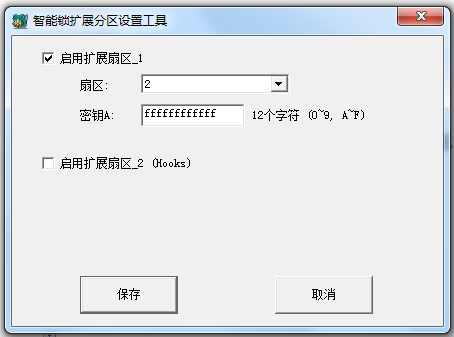 智能锁扩展分区设置工具
启用扩展扇区_1
扇区: 2
密钥A: ffffffffffff 12个字符 (0~9, A~F)
启用扩展扇区_2 (Hooks)
保存 取消